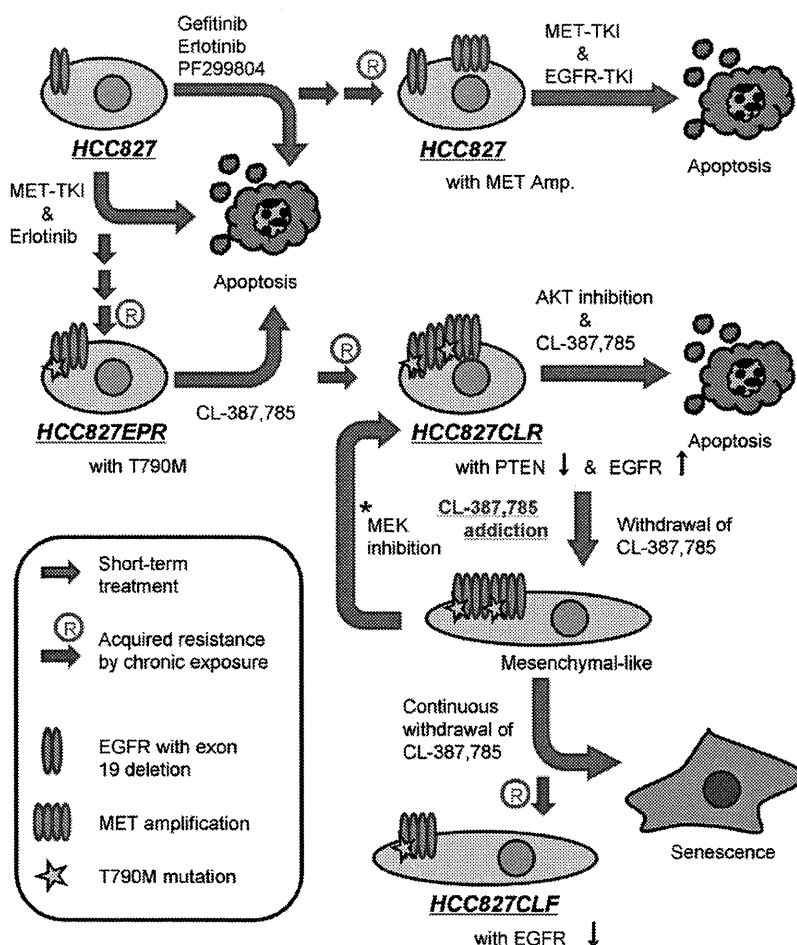 Gefitinib
Erlotinib
PF299804
R
MET-TKI
&
EGFR-TKI
HCC827
HCC827
with MET Amp.
Apoptosis
MET-TKI
&
Erlotinib
Apoptosis
R
R
AKT inhibition
&
CL-387,785
HCC827EPR
with T790M
CL-387,785
HCC827CLR
with PTEN ↓ & EGFR ↑
Apoptosis
*
MEK
inhibition
CL-387,785
addiction
Withdrawal of
CL-387,785
Mesenchymal-like
Continuous
withdrawal of
CL-387,785
R
Senescence
HCC827CLF
with EGFR ↓
Short-term
treatment
R
Acquired resistance
by chronic exposure
EGFR with exon
19 deletion
MET amplification
T790M mutation